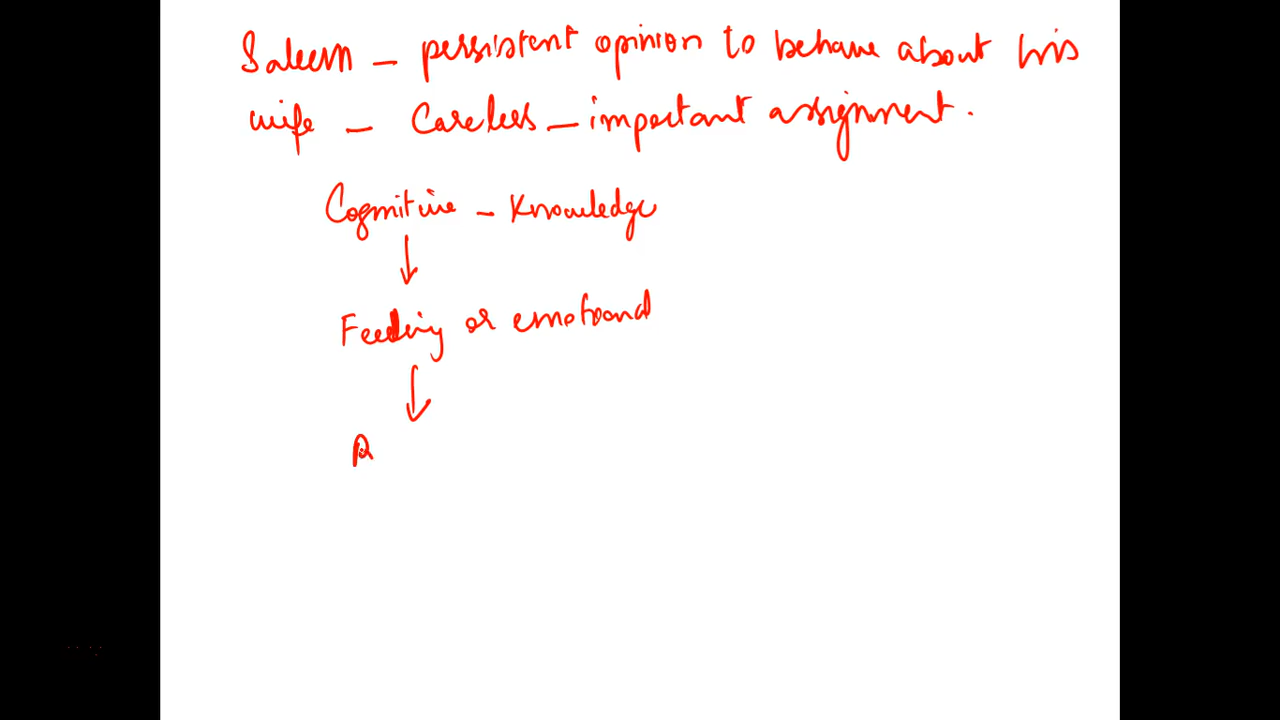 Saleem - persistent opinion to behave about his
wife - Careless - important assignment.
Cognitive - Knowledge
Feeling or emotional